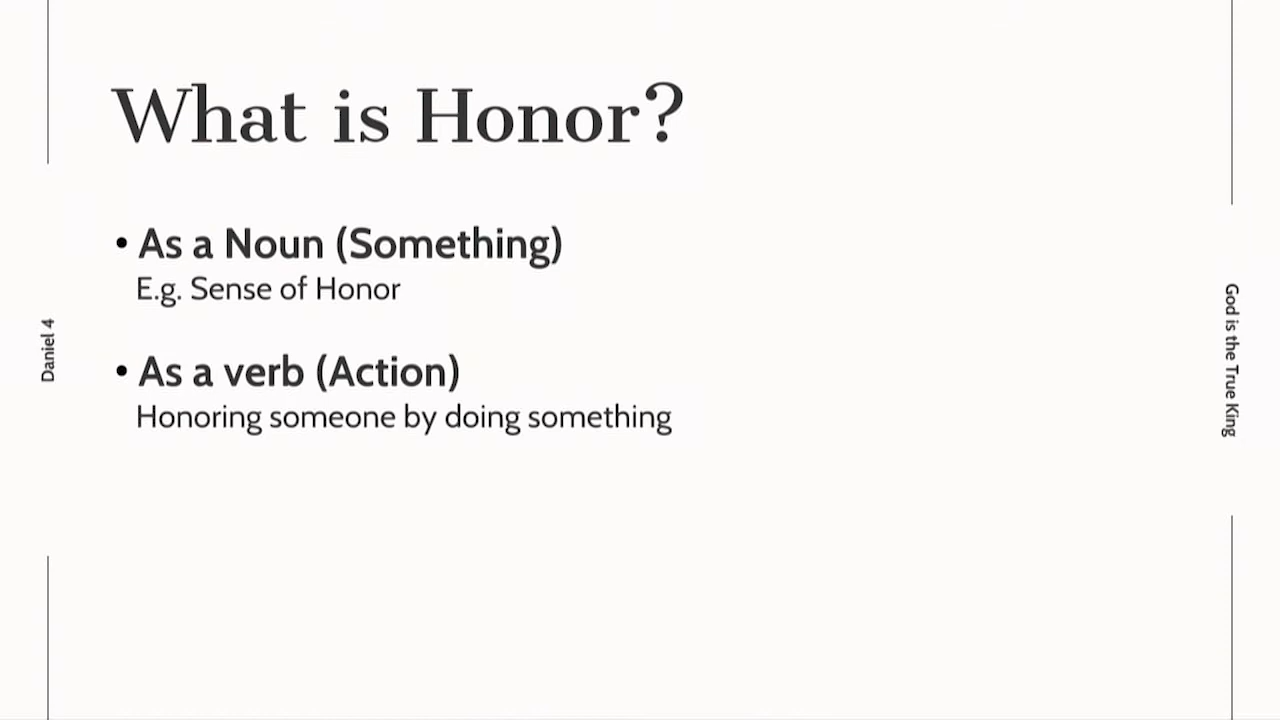 What is Honor?
• As a Noun (Something)
E.g. Sense of Honor
• As a verb (Action)
Honoring someone by doing something
Daniel 4
God is the True King